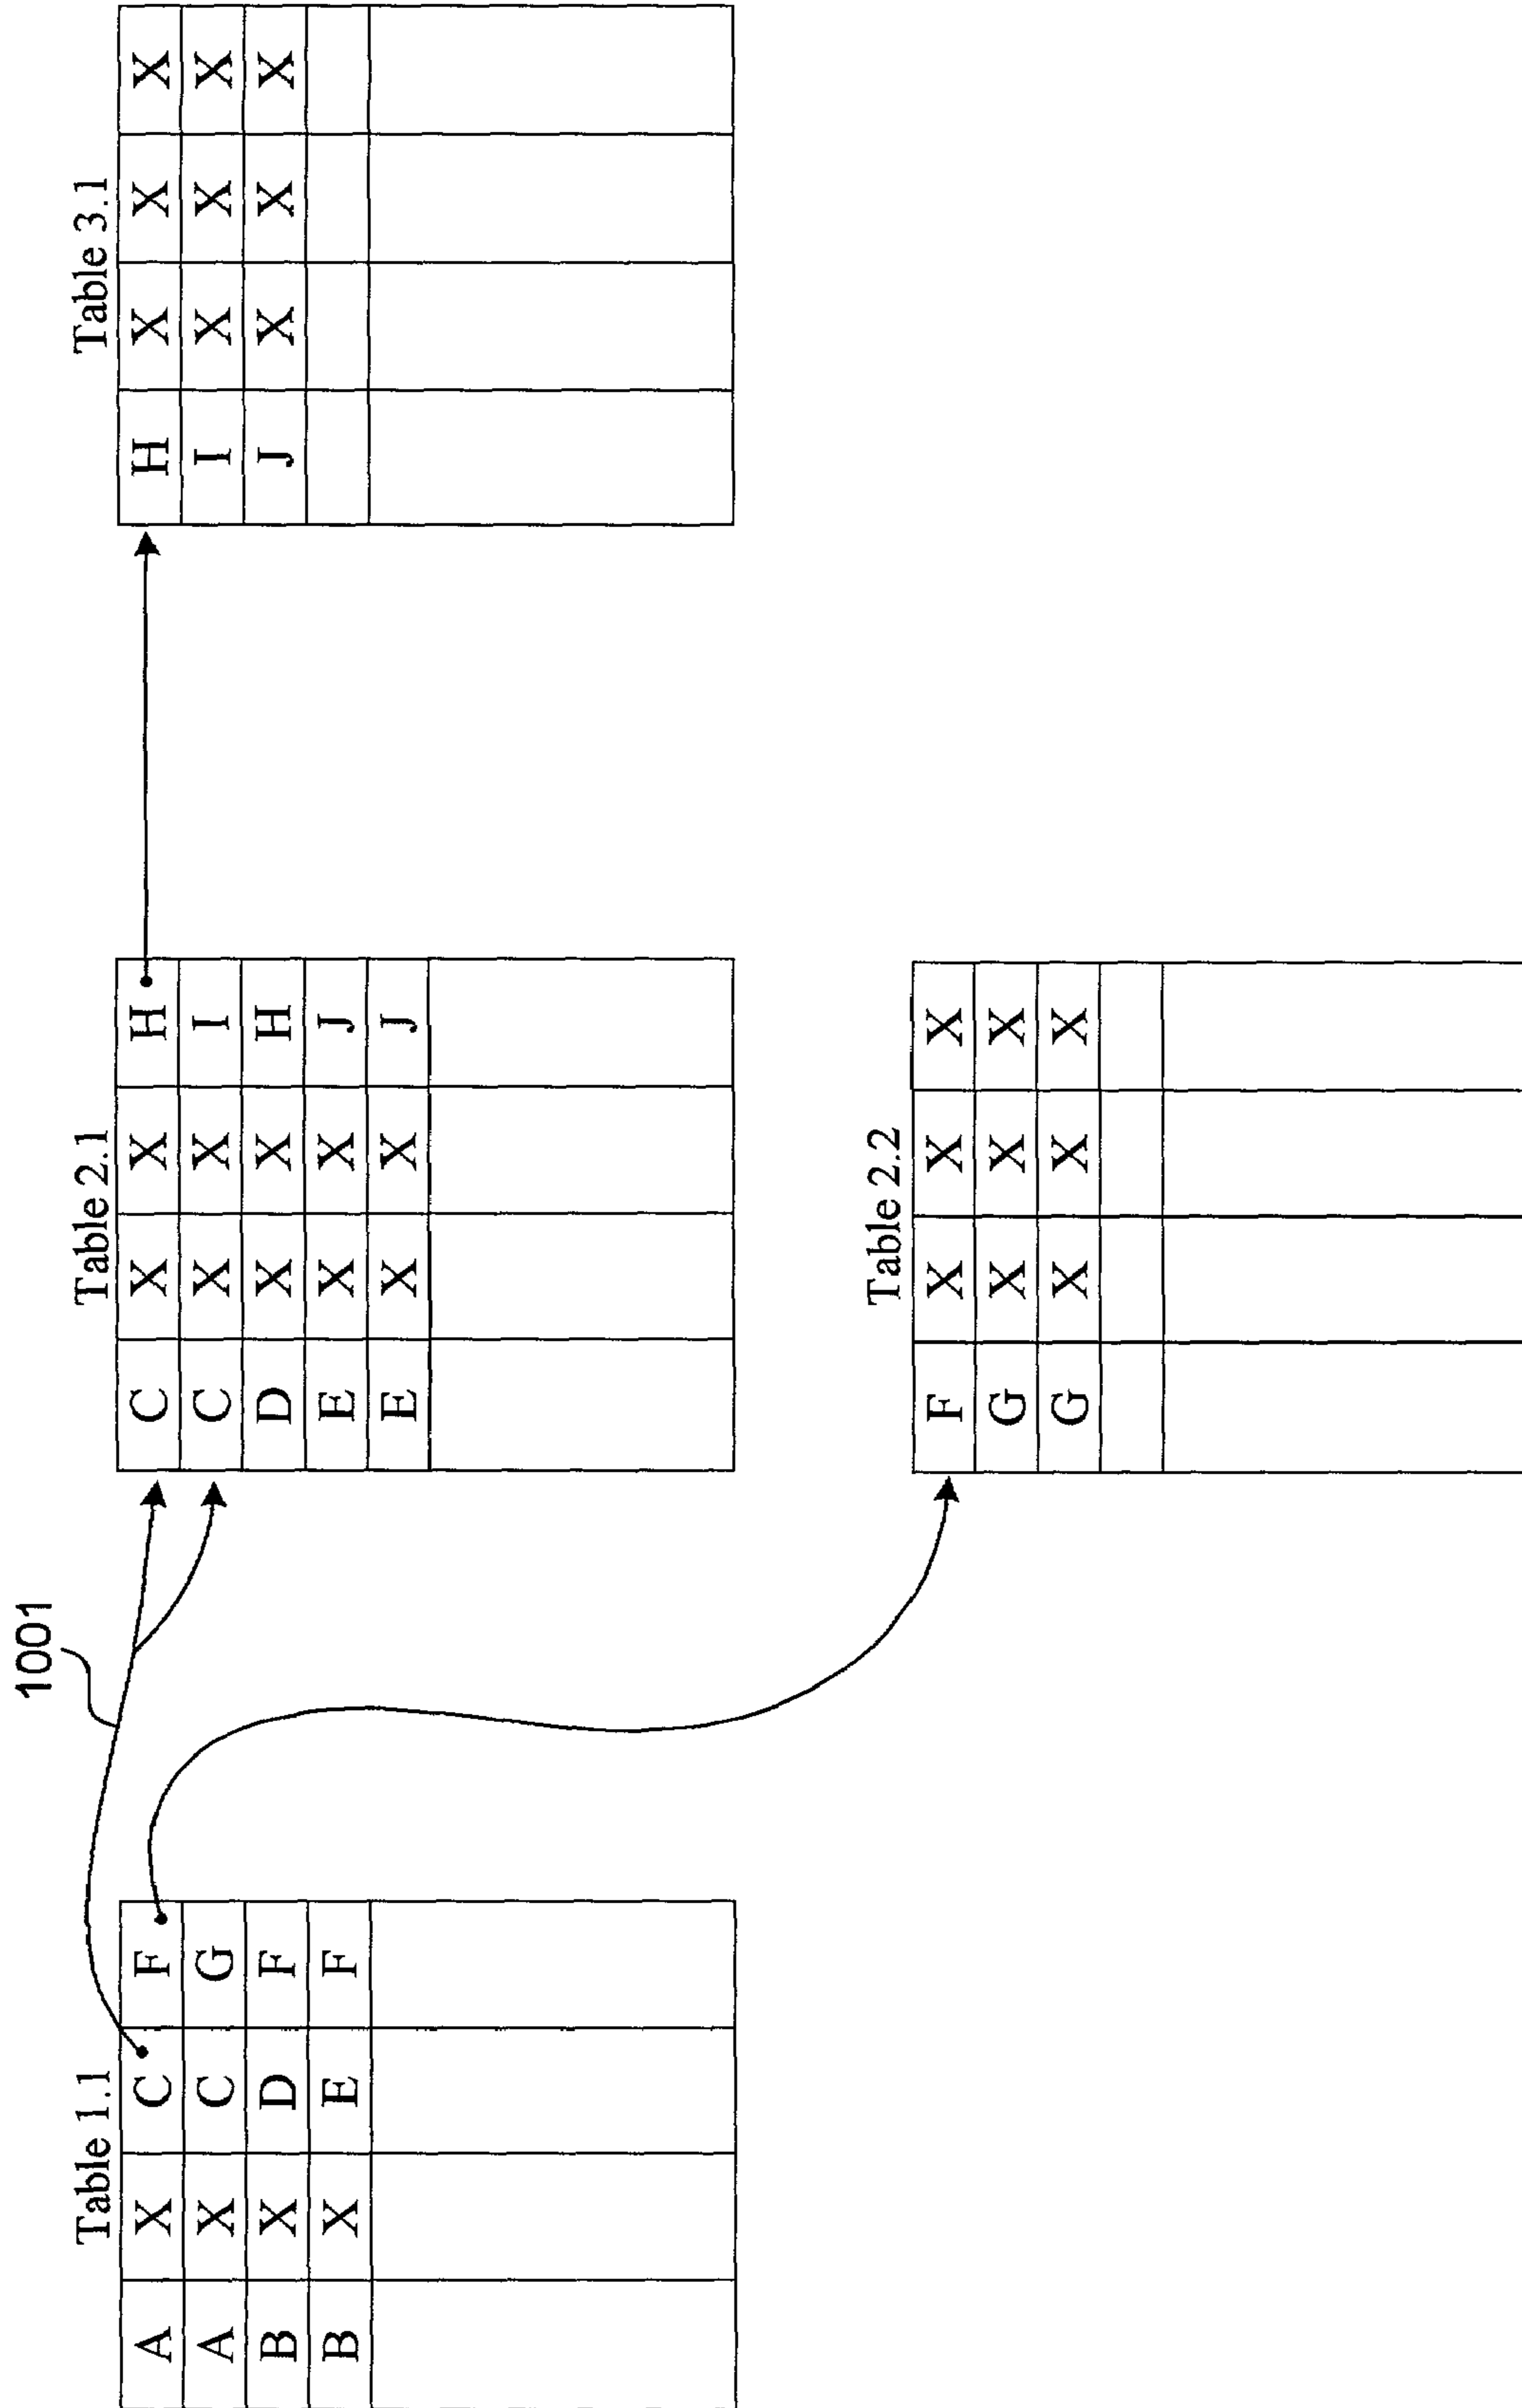 1001
Table 1.1
A X C F
A X C G
B X D F
B X E F
Table 2.1
C X X H
C X X I
D X X H
E X X J
E X X J
Table 3.1
H X X X
I X X X
J X X X
Table 2.2
F X X X
G X X X
G X X X